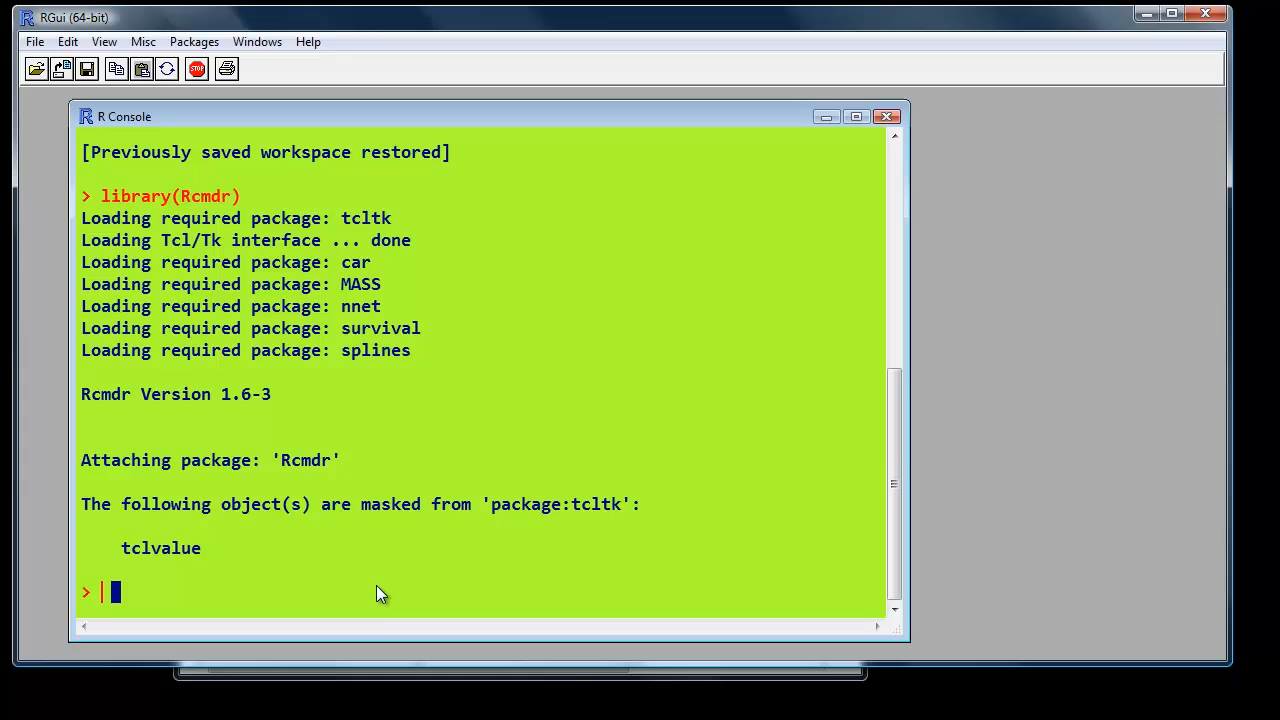 RGui (64-bit)
File Edit View Misc Packages Windows Help
STOP
R Console
[Previously saved workspace restored]
> library(Rcmdr)
Loading required package: tcltk
Loading Tcl/Tk interface ... done
Loading required package: car
Loading required package: MASS
Loading required package: nnet
Loading required package: survival
Loading required package: splines
Rcmdr Version 1.6-3
Attaching package: 'Rcmdr'
The following object(s) are masked from 'package:tcltk':
tclvalue
>